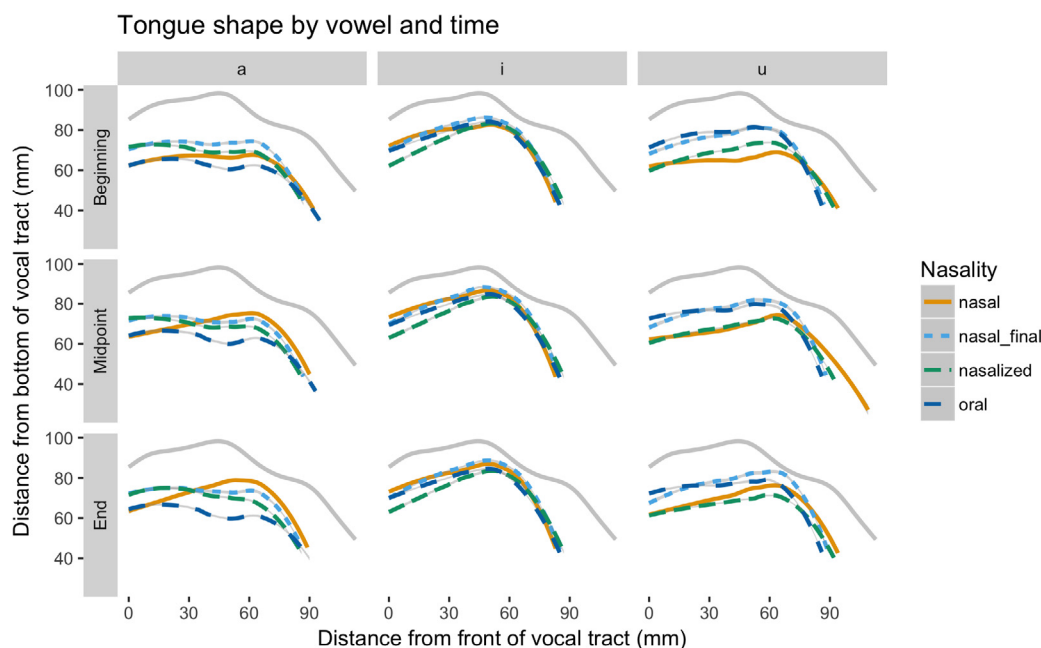 Tongue shape by vowel and time
a i u
Distance from bottom of vocal tract (mm)
Beginning
100
80
60
40
Midpoint
100
80
60
40
End
100
80
60
40
0 30 60 90 0 30 60 90 0 30 60 90
Distance from front of vocal tract (mm)
Nasality
nasal
nasal_final
nasalized
oral